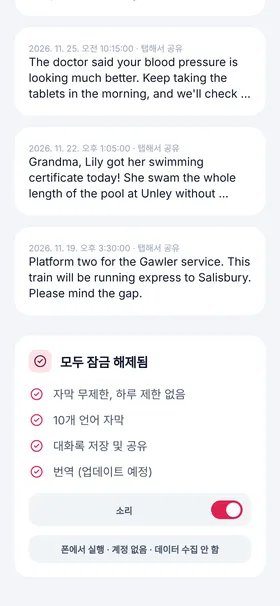 2026. 11. 25. 오전 10:15:00 · 탭해서 공유
The doctor said your blood pressure is
looking much better. Keep taking the
tablets in the morning, and we'll check ...
2026. 11. 22. 오후 1:05:00 · 탭해서 공유
Grandma, Lily got her swimming
certificate today! She swam the whole
length of the pool at Unley without ...
2026. 11. 19. 오후 3:30:00 · 탭해서 공유
Platform two for the Gawler service. This
train will be running express to Salisbury.
Please mind the gap.
모두 잠금 해제됨
자막 무제한, 하루 제한 없음
10개 언어 자막
대화록 저장 및 공유
번역 (업데이트 예정)
소리
폰에서 실행 · 계정 없음 · 데이터 수집 안 함